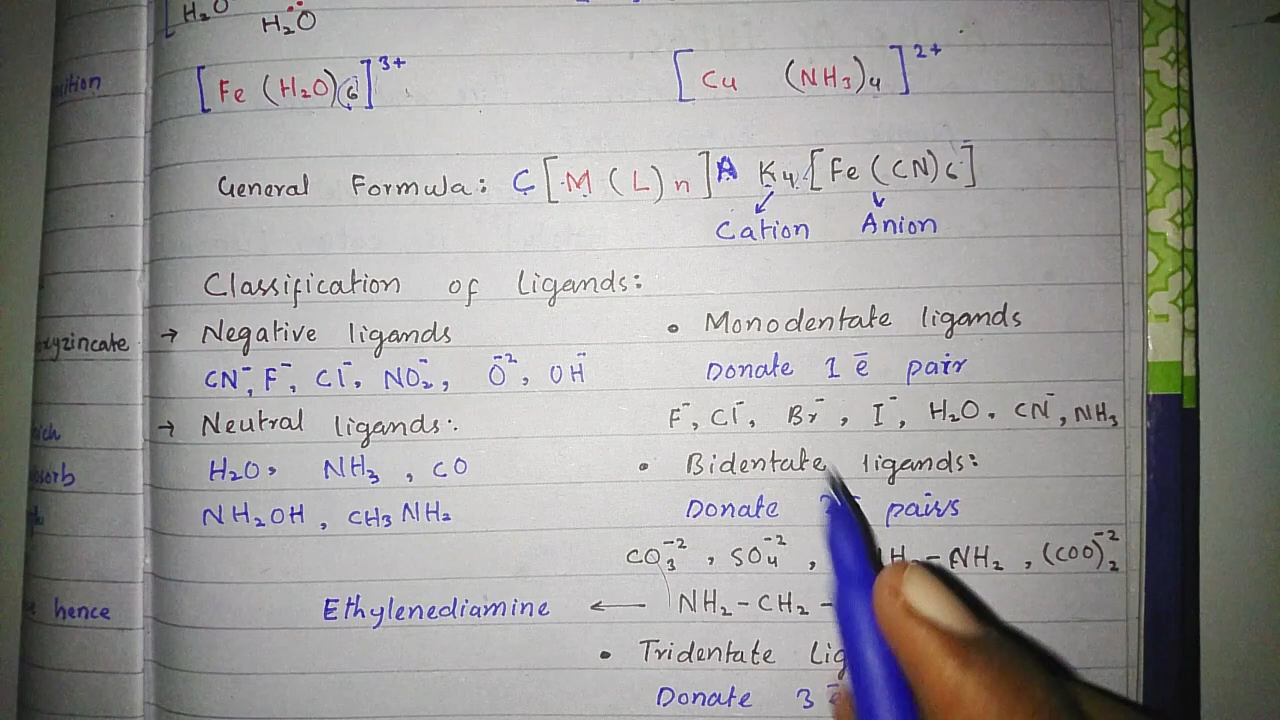 [H₂O
H₂Ö
[Fe (H₂O)₆]³⁺ [Cu (NH₃)₄]²⁺
General Formula: C [M (L) n] A K₄ [Fe (CN)₆]
Cation Anion
Classification of ligands:
→ Negative ligands
CN⁻, F⁻, Cl⁻, NO₂⁻, O⁻², OH⁻
→ Neutral ligands:
H₂O, NH₃, CO
NH₂OH, CH₃NH₂
• Monodentate ligands
Donate 1 ē pair
F⁻, Cl⁻, Br⁻, I⁻, H₂O, CN⁻, NH₃
• Bidentate ligands:
Donate pairs
CO₃⁻², SO₄⁻², NH₂, (COO)₂⁻²
Ethylenediamine ← NH₂ - CH₂ -
• Tridentate
Donate 3 ē
oxyzincate
hence